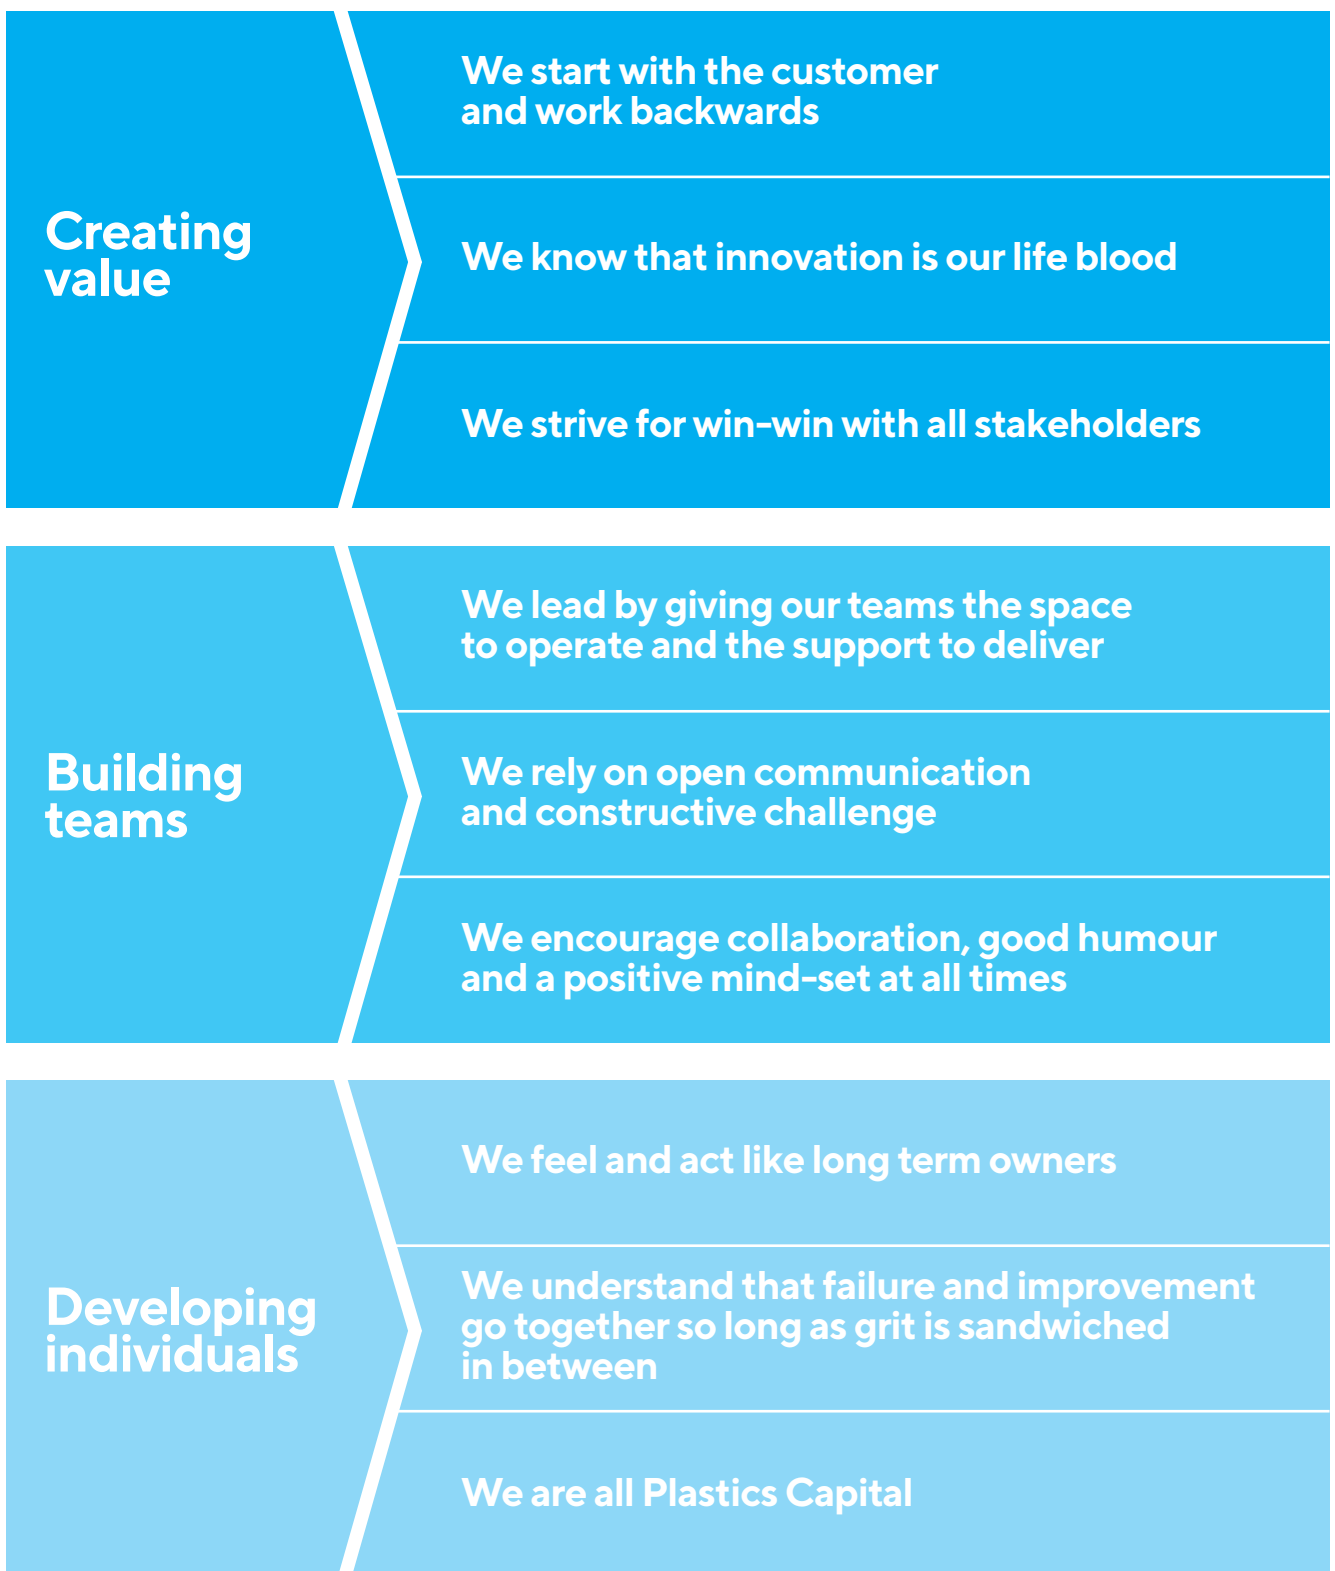 Creating
value
We start with the customer
and work backwards
We know that innovation is our life blood
We strive for win-win with all stakeholders
Building
teams
We lead by giving our teams the space
to operate and the support to deliver
We rely on open communication
and constructive challenge
We encourage collaboration, good humour
and a positive mind-set at all times
Developing
individuals
We feel and act like long term owners
We understand that failure and improvement
go together so long as grit is sandwiched
in between
We are all Plastics Capital